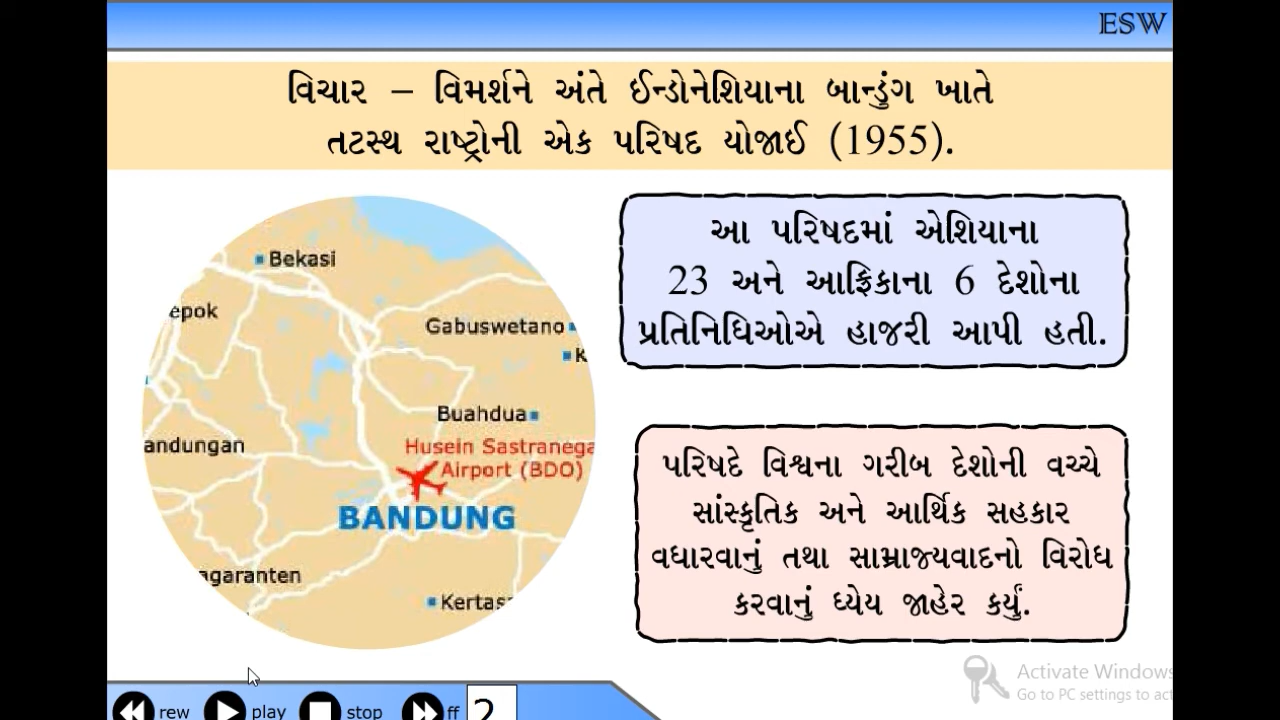 ESW
વિચાર – વિમર્શને અંતે ઈન્ડોનેશિયાના બાન્ડુંગ ખાતે
તટસ્થ રાષ્ટ્રોની એક પરિષદ યોજાઈ (1955).
આ પરિષદમાં એશિયાના
23 અને આફ્રિકાના 6 દેશોના
પ્રતિનિધિઓએ હાજરી આપી હતી.
પરિષદે વિશ્વના ગરીબ દેશોની વચ્ચે
સાંસ્કૃતિક અને આર્થિક સહકાર
વધારવાનું તથા સામ્રાજ્યવાદનો વિરોધ
કરવાનું ધ્યેય જાહેર કર્યું.
Bekasi
epok
Gabuswetano
K
Buahdua
andungan
Husein Sastranega
Airport (BDO)
BANDUNG
agaranten
Kertas
Activate Windows
Go to PC settings to act
rew play stop ff 2